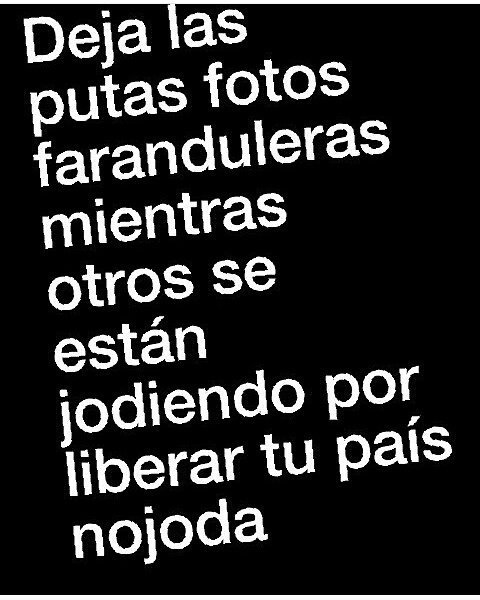 Deja las
putas fotos
faranduleras
mientras
otros se
están
jodiendo por
liberar tu país
nojoda